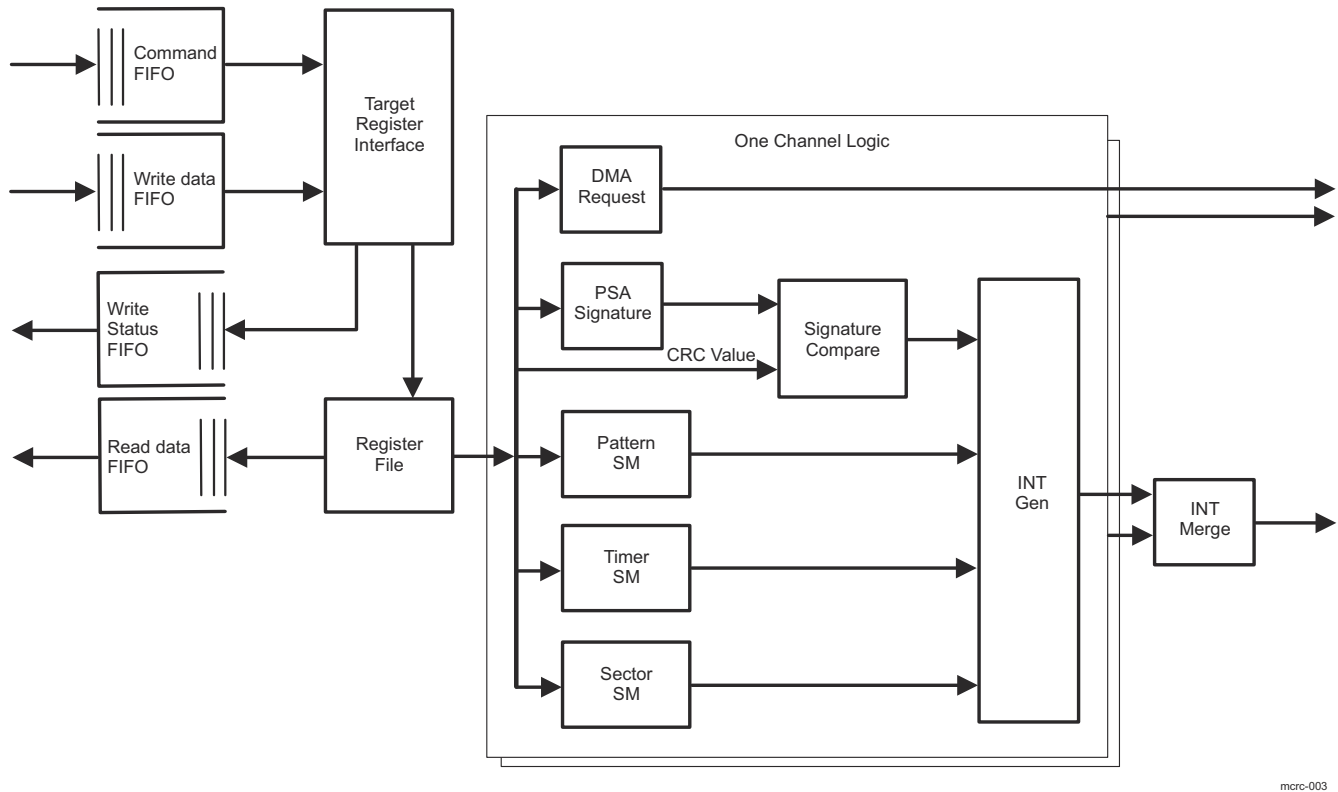 Command
FIFO
Target
Register
Interface
Write data
FIFO
Write
Status
FIFO
Read data
FIFO
Register
File
One Channel Logic
DMA
Request
PSA
Signature
CRC Value
Signature
Compare
Pattern
SM
Timer
SM
Sector
SM
INT
Gen
INT
Merge
mcrc-003